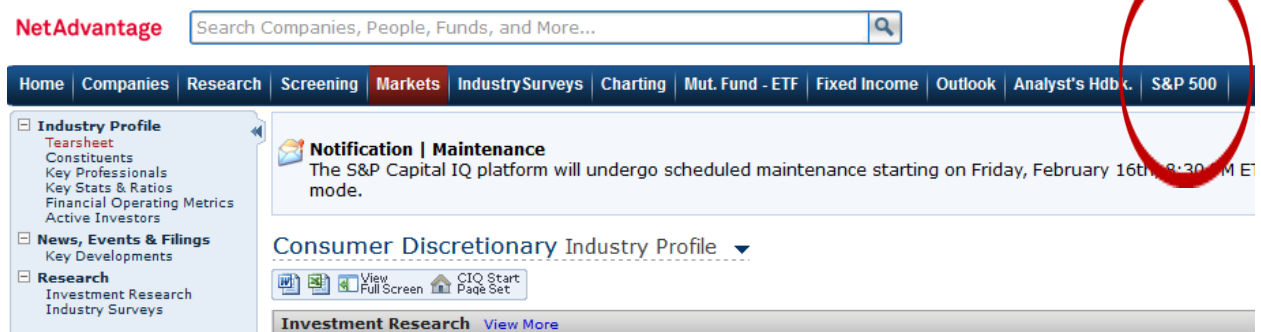 NetAdvantage
Search Companies, People, Funds, and More...
Home Companies Research Screening Markets IndustrySurveys Charting Mut. Fund - ETF Fixed Income Outlook Analyst's Hdbk. S&P 500
Industry Profile
Tearsheet
Constituents
Key Professionals
Key Stats & Ratios
Financial Operating Metrics
Active Investors
News, Events & Filings
Key Developments
Research
Investment Research
Industry Surveys
Notification | Maintenance
The S&P Capital IQ platform will undergo scheduled maintenance starting on Friday, February 16th,
mode.
Consumer Discretionary Industry Profile
View
Full Screen
CIQ Start
Page Set
Investment Research View More